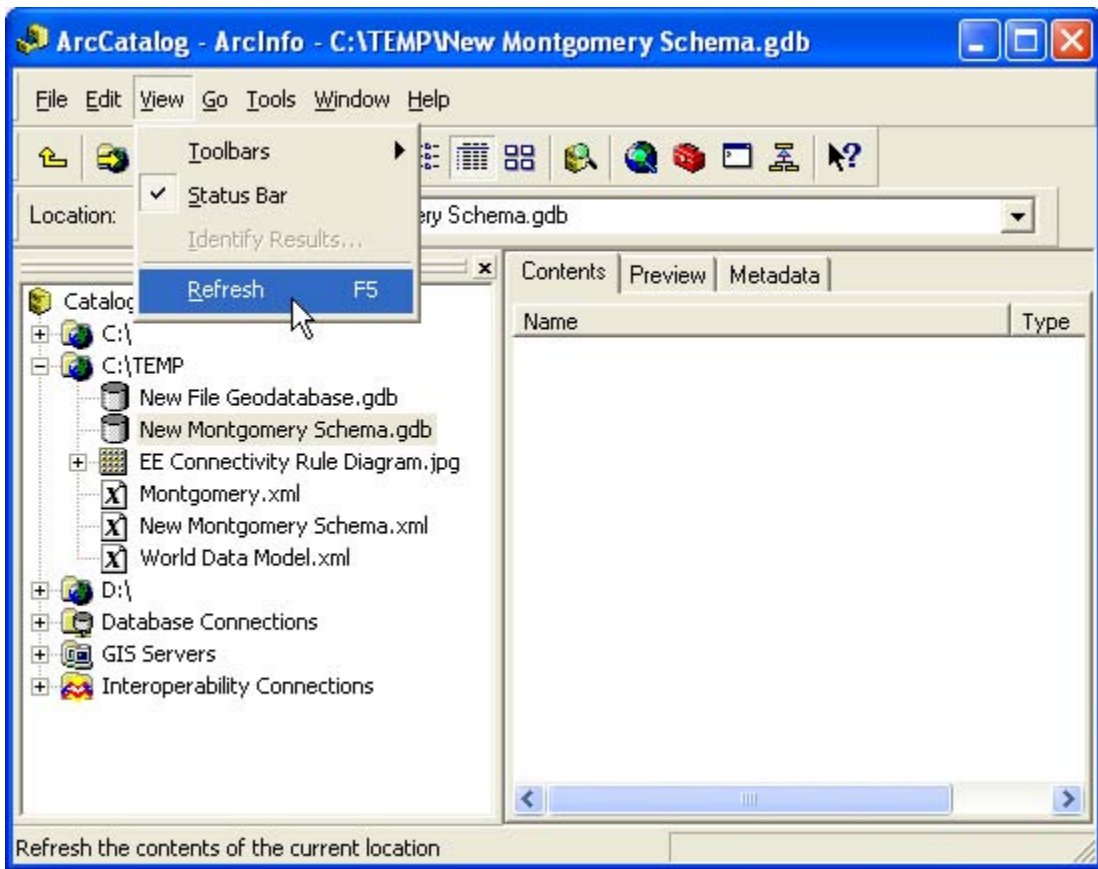 ArcCatalog - ArcInfo - C:\TEMP\New Montgomery Schema.gdb
File Edit View Go Tools Window Help
Toolbars
Status Bar
Location: ery Schema.gdb
Identify Results...
Refresh F5
Contents Preview Metadata
Catalog
Name Type
C:\
C:\TEMP
New File Geodatabase.gdb
New Montgomery Schema.gdb
EE Connectivity Rule Diagram.jpg
Montgomery.xml
New Montgomery Schema.xml
World Data Model.xml
D:\
Database Connections
GIS Servers
Interoperability Connections
Refresh the contents of the current location